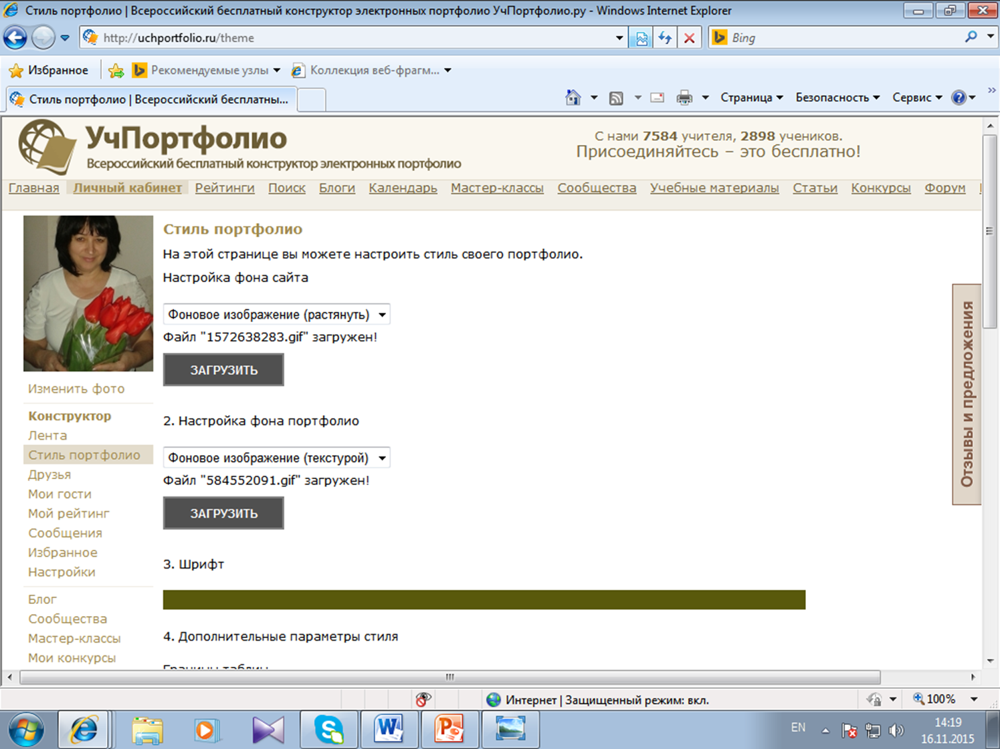 Стиль портфолио | Всероссийский бесплатный конструктор электронных портфолио УчПортфолио.ру - Windows Internet Explorer
http://uchportfolio.ru/theme
Bing
Избранное
Рекомендуемые узлы
Коллекция веб-фрагм...
Стиль портфолио | Всероссийский бесплатны...
Страница
Безопасность
Сервис
УчПортфолио
Всероссийский бесплатный конструктор электронных портфолио
С нами 7584 учителя, 2898 учеников.
Присоединяйтесь – это бесплатно!
Главная Личный кабинет Рейтинги Поиск Блоги Календарь Мастер-классы Сообщества Учебные материалы Статьи Конкурсы Форум
Изменить фото
Конструктор
Лента
Стиль портфолио
Друзья
Мои гости
Мой рейтинг
Сообщения
Избранное
Настройки
Блог
Сообщества
Мастер-классы
Мои конкурсы
Стиль портфолио
На этой странице вы можете настроить стиль своего портфолио.
Настройка фона сайта
Фоновое изображение (растянуть)
Файл "1572638283.gif" загружен!
ЗАГРУЗИТЬ
2. Настройка фона портфолио
Фоновое изображение (текстурой)
Файл "584552091.gif" загружен!
ЗАГРУЗИТЬ
3. Шрифт
4. Дополнительные параметры стиля
Границы таблиц
Отзывы и предложения
Интернет | Защищенный режим: вкл.
100%
EN
14:19
16.11.2015